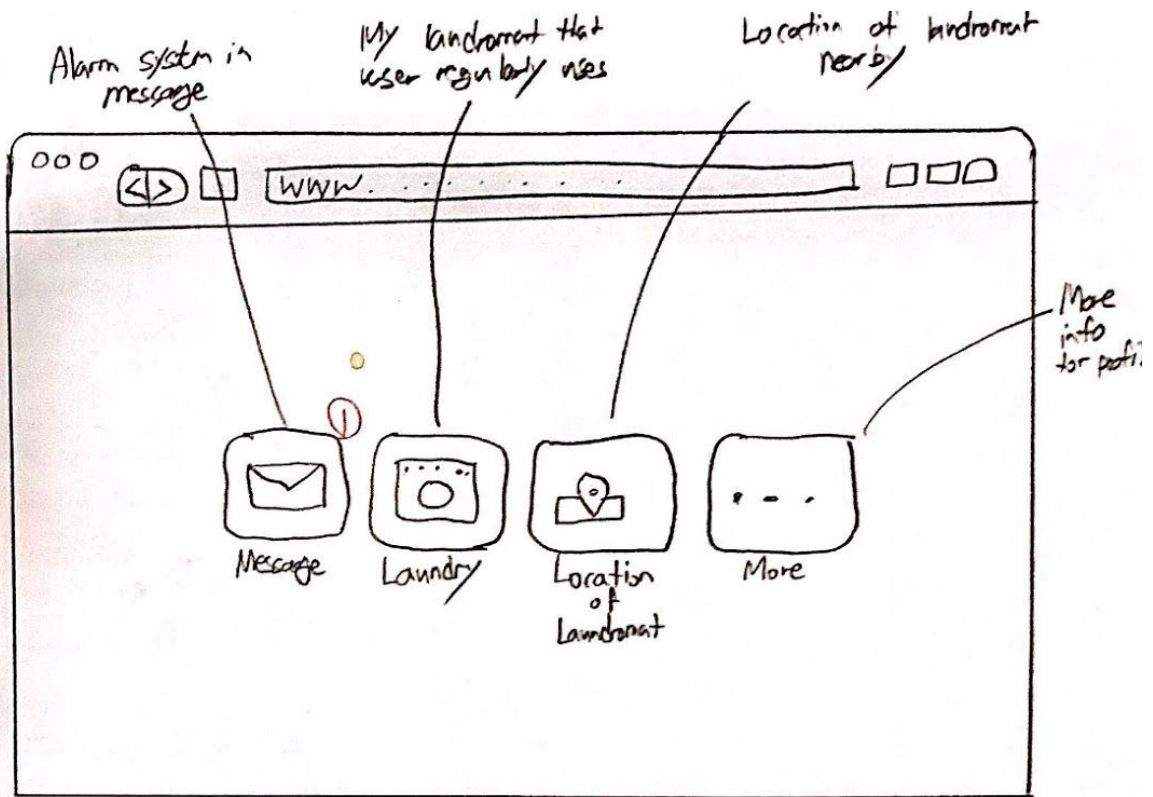 Alarm system in
message
My laundromat that
user regularly uses
Location of laundromat
nearby
www. . . . . . .
More
info
for profi
Message
Laundry
Location
of
Laundromat
More